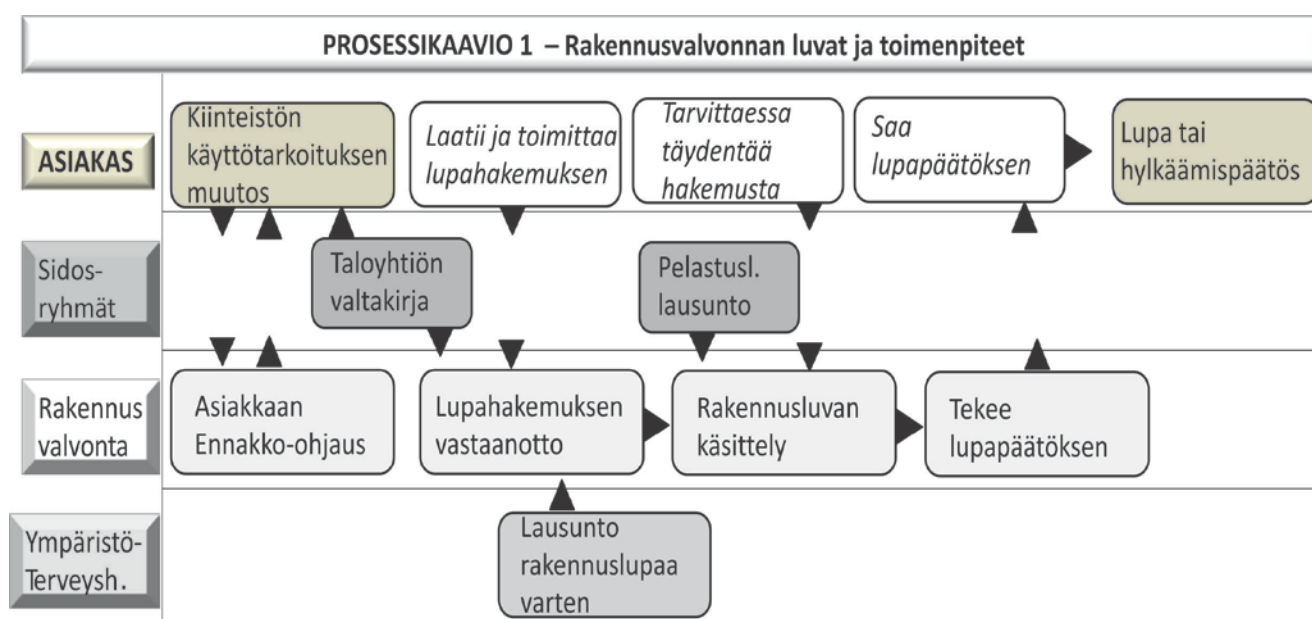 PROSESSIKAAVIO 1 – Rakennusvalvonnan luvat ja toimenpiteet
ASIAKAS
Kiinteistön
käyttötarkoituksen
muutos
Laatii ja toimittaa
lupahakemuksen
Tarvittaessa
täydentää
hakemusta
Saa
lupapäätöksen
Lupa tai
hylkäämispäätös
Sidos-
ryhmät
Taloyhtiön
valtakirja
Pelastusl.
lausunto
Rakennus
valvonta
Asiakkaan
Ennakko-ohjaus
Lupahakemuksen
vastaanotto
Rakennusluvan
käsittely
Tekee
lupapäätöksen
Ympäristö-
Terveysh.
Lausunto
rakennuslupaa
varten